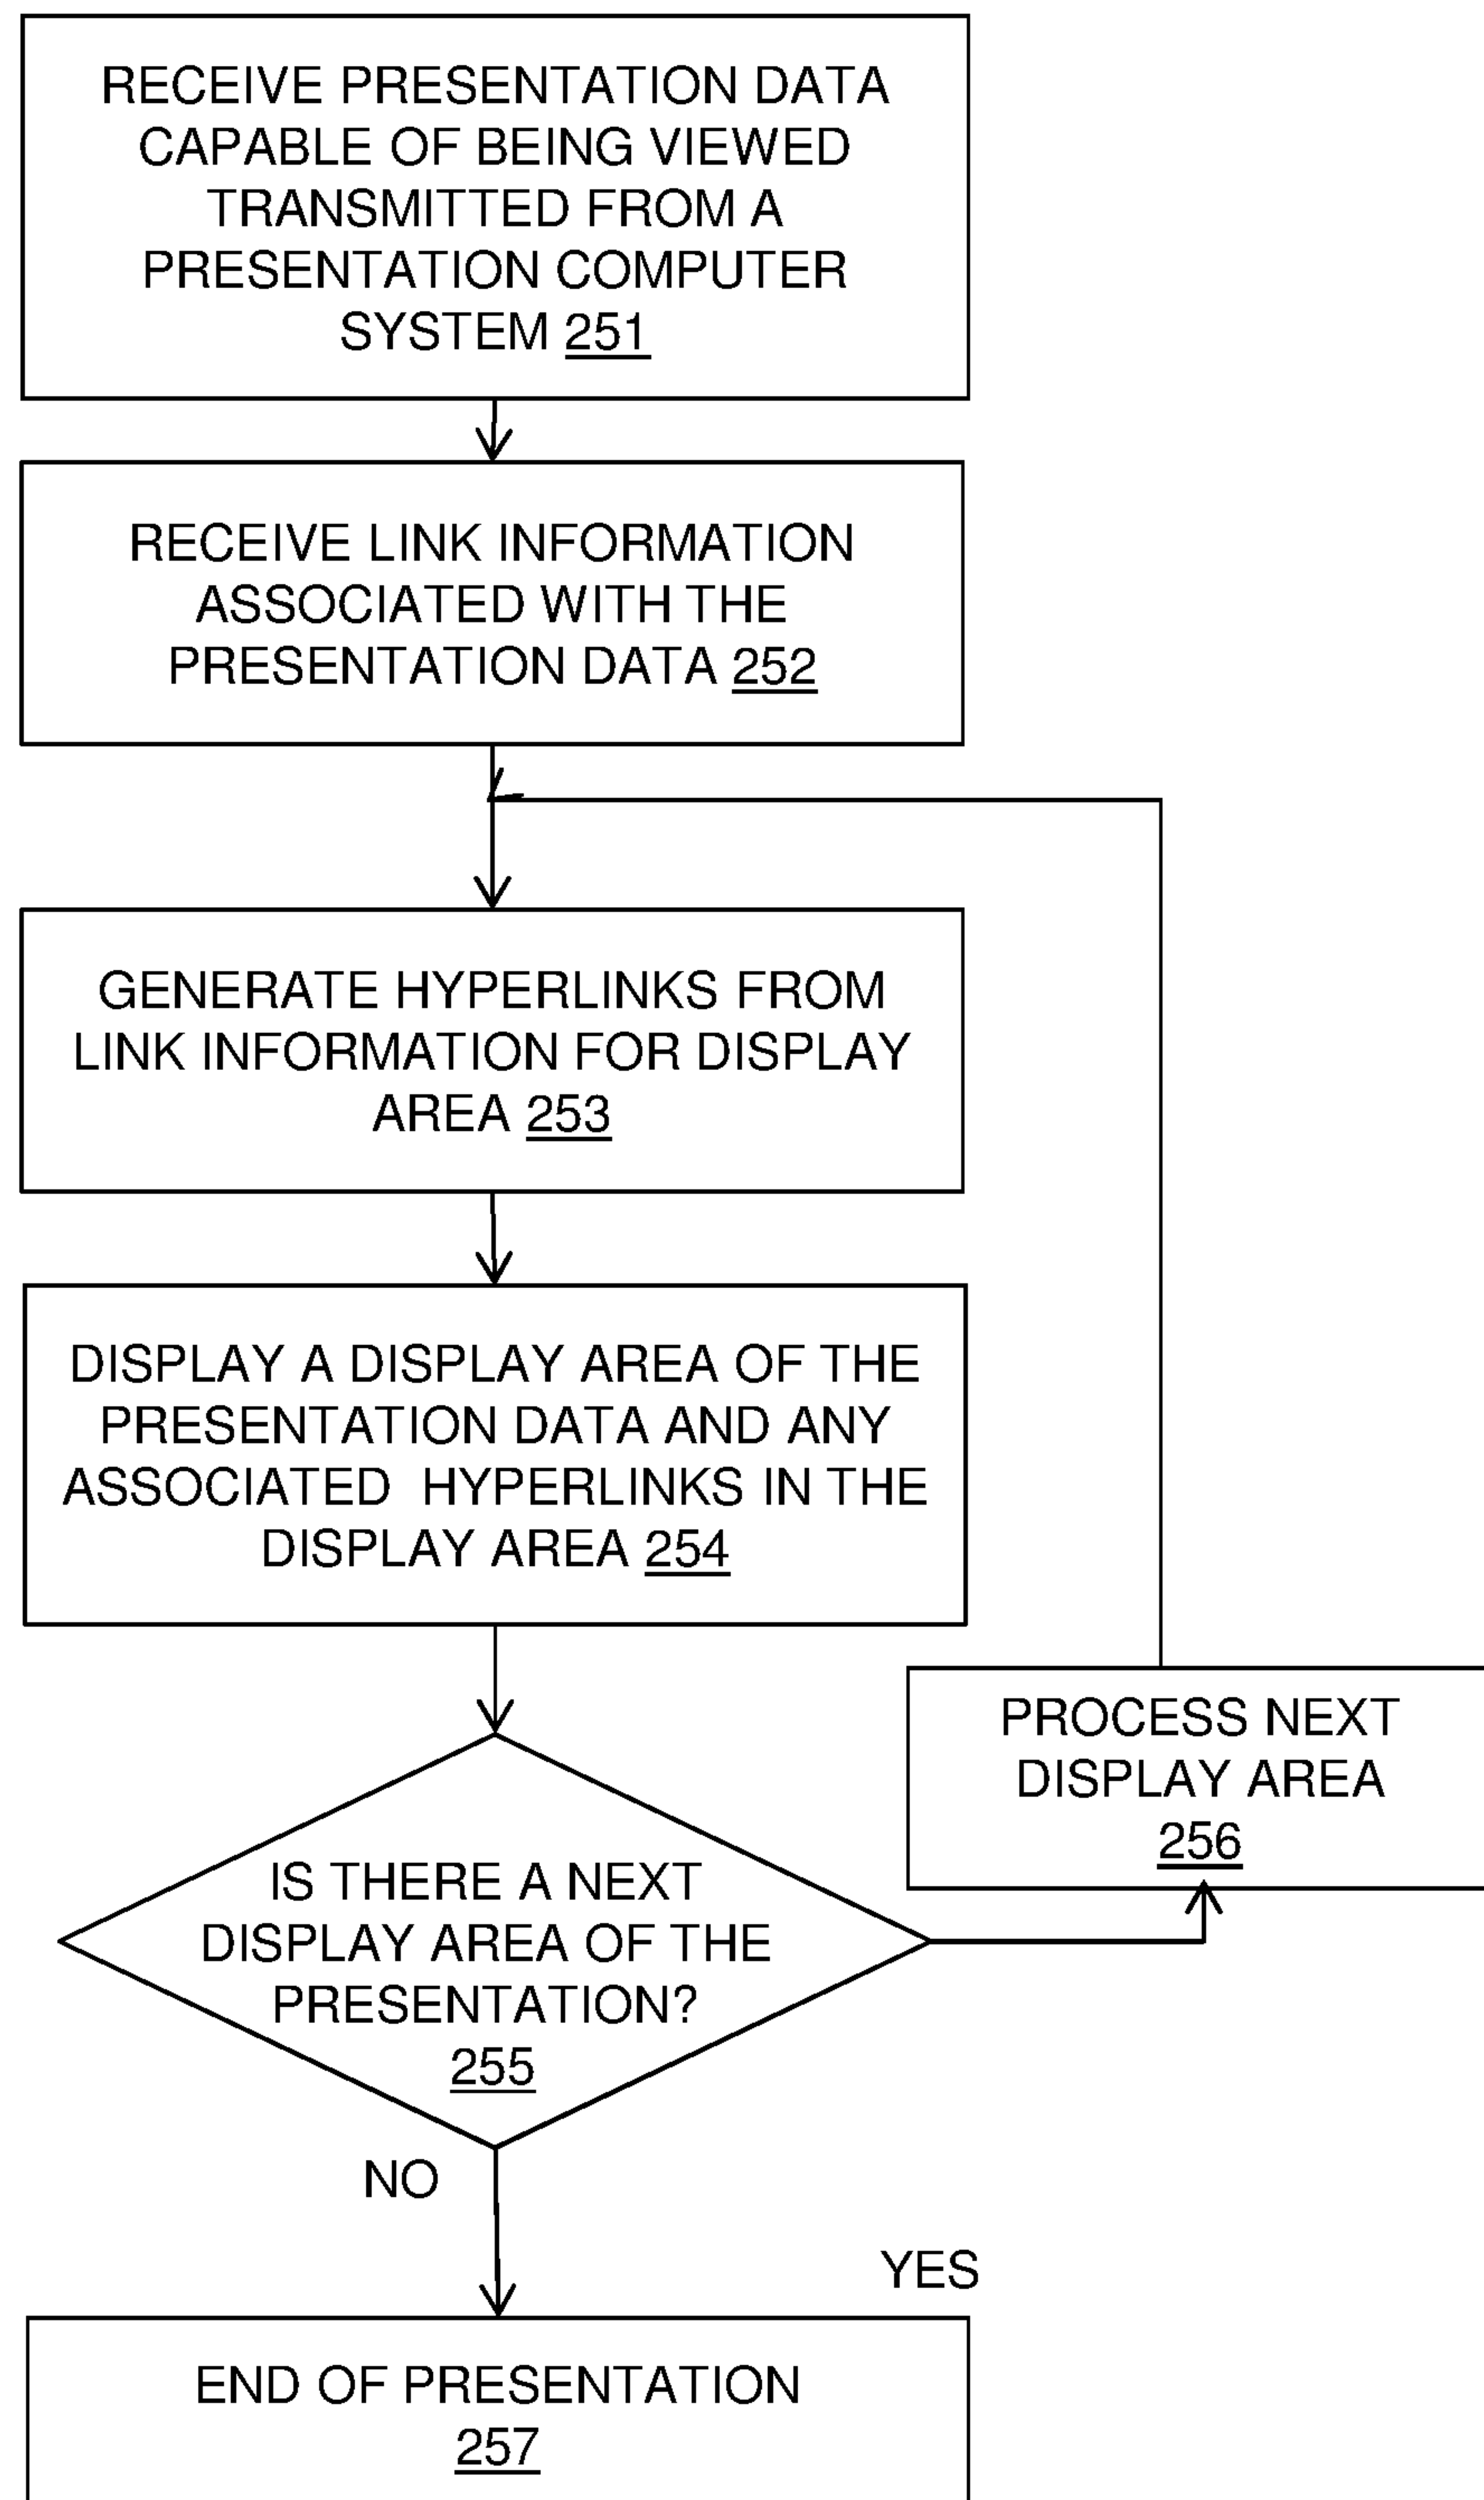 RECEIVE PRESENTATION DATA
CAPABLE OF BEING VIEWED
TRANSMITTED FROM A
PRESENTATION COMPUTER
SYSTEM 251
RECEIVE LINK INFORMATION
ASSOCIATED WITH THE
PRESENTATION DATA 252
GENERATE HYPERLINKS FROM
LINK INFORMATION FOR DISPLAY
AREA 253
DISPLAY A DISPLAY AREA OF THE
PRESENTATION DATA AND ANY
ASSOCIATED HYPERLINKS IN THE
DISPLAY AREA 254
PROCESS NEXT
DISPLAY AREA
256
IS THERE A NEXT
DISPLAY AREA OF THE
PRESENTATION?
255
NO
YES
END OF PRESENTATION
257